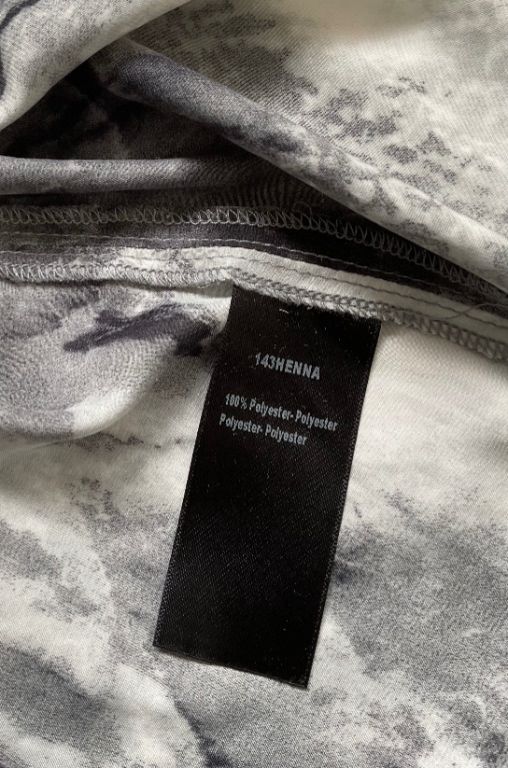 143HENNA
100% Polyester- Polyester
Polyester- Polyester